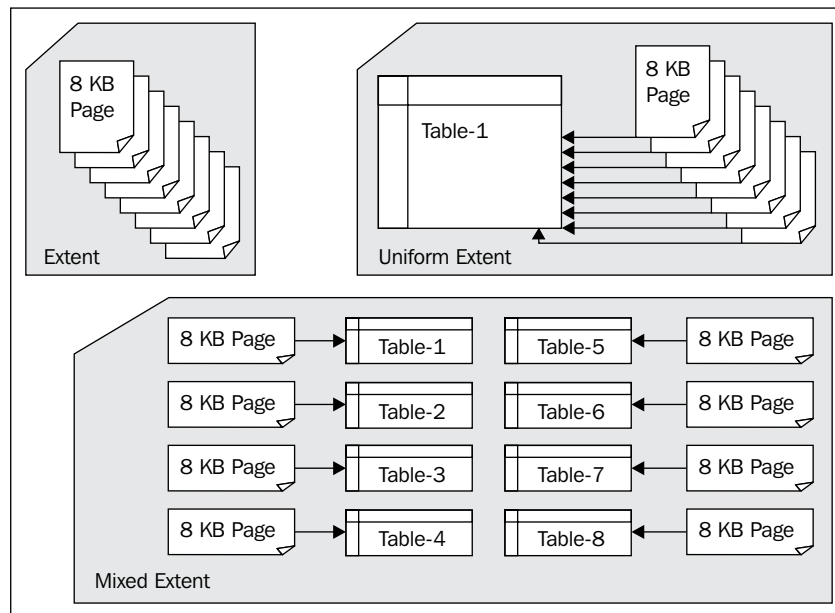 8 KB
Page
Extent
Table-1
8 KB
Page
Uniform Extent
8 KB Page
Table-1
Table-5
8 KB Page
8 KB Page
Table-2
Table-6
8 KB Page
8 KB Page
Table-3
Table-7
8 KB Page
8 KB Page
Table-4
Table-8
8 KB Page
Mixed Extent